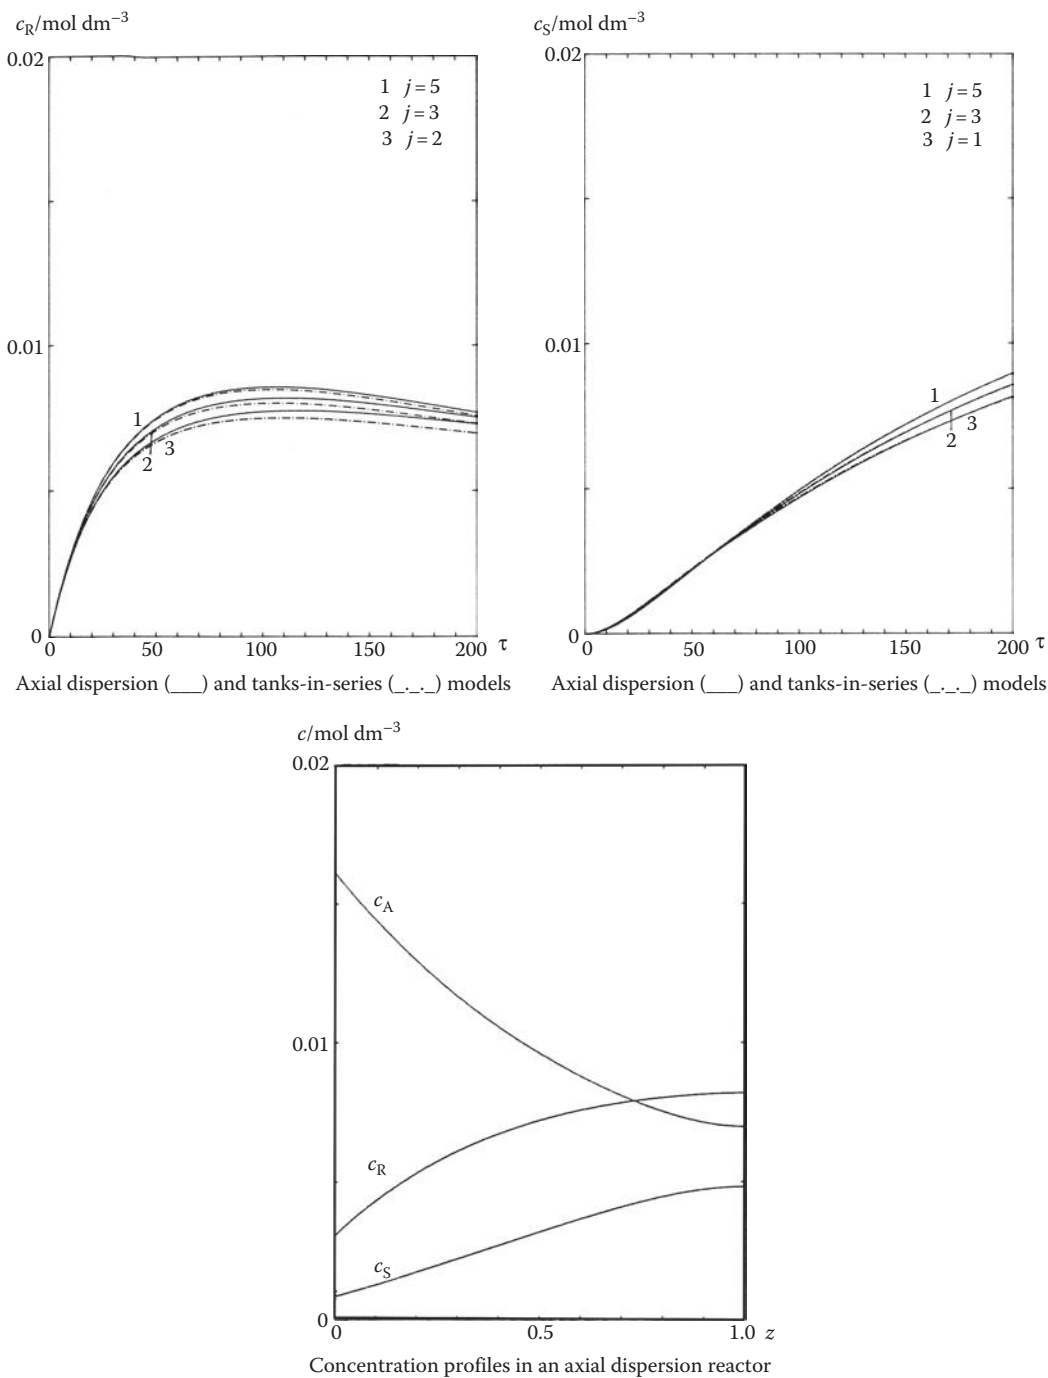 c_R/mol dm⁻³
0.02
1 j = 5
2 j = 3
3 j = 2
0.01
1
3
2
0
0 50 100 150 200 τ
Axial dispersion (___) and tanks-in-series (_._._) models
c_S/mol dm⁻³
0.02
1 j = 5
2 j = 3
3 j = 1
0.01
1
3
2
0
0 50 100 150 200 τ
Axial dispersion (___) and tanks-in-series (_._._) models
c/mol dm⁻³
0.02
c_A
0.01
c_R
c_S
0
0 0.5 1.0 z
Concentration profiles in an axial dispersion reactor